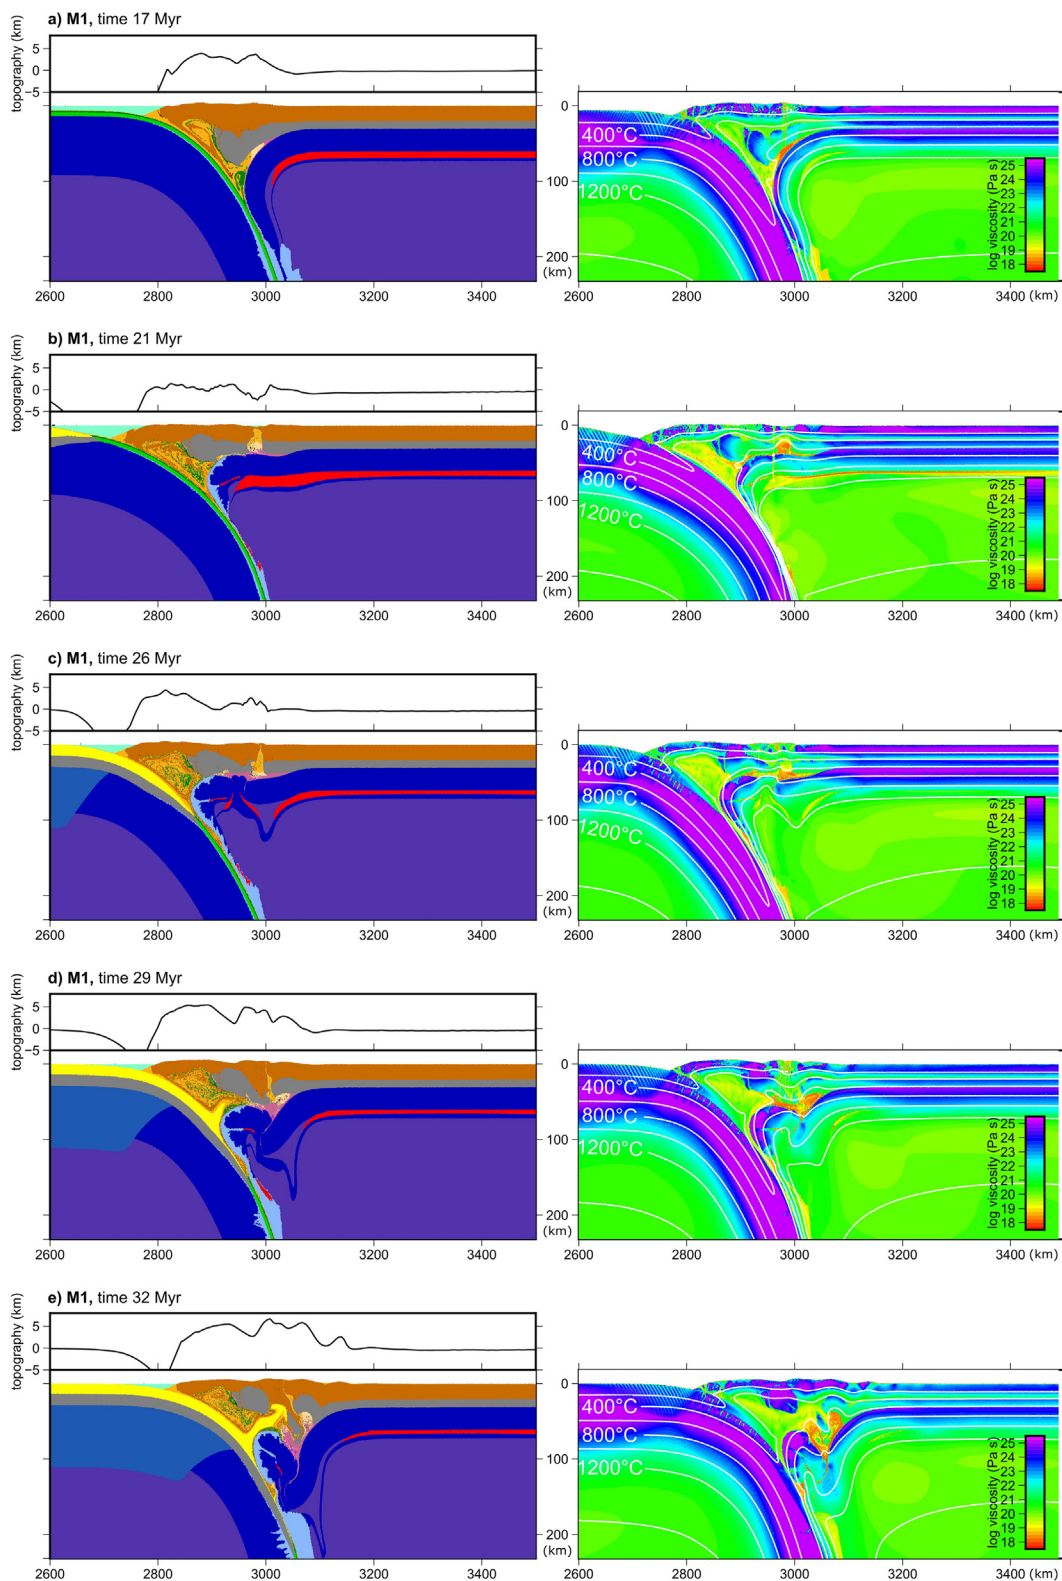 a) M1, time 17 Myr
topography (km)
5
0
−5
0
100
200
(km)
2600 2800 3000 3200 3400
400°C
800°C
1200°C
log viscosity (Pa s)
25
24
23
22
21
20
19
18
2600 2800 3000 3200 3400 (km)
b) M1, time 21 Myr
topography (km)
5
0
−5
0
100
200
(km)
2600 2800 3000 3200 3400
400°C
800°C
1200°C
log viscosity (Pa s)
25
24
23
22
21
20
19
18
2600 2800 3000 3200 3400 (km)
c) M1, time 26 Myr
topography (km)
5
0
−5
0
100
200
(km)
2600 2800 3000 3200 3400
400°C
800°C
1200°C
log viscosity (Pa s)
25
24
23
22
21
20
19
18
2600 2800 3000 3200 3400 (km)
d) M1, time 29 Myr
topography (km)
5
0
−5
0
100
200
(km)
2600 2800 3000 3200 3400
400°C
800°C
1200°C
log viscosity (Pa s)
25
24
23
22
21
20
19
18
2600 2800 3000 3200 3400 (km)
e) M1, time 32 Myr
topography (km)
5
0
−5
0
100
200
(km)
2600 2800 3000 3200 3400
400°C
800°C
1200°C
log viscosity (Pa s)
25
24
23
22
21
20
19
18
2600 2800 3000 3200 3400 (km)